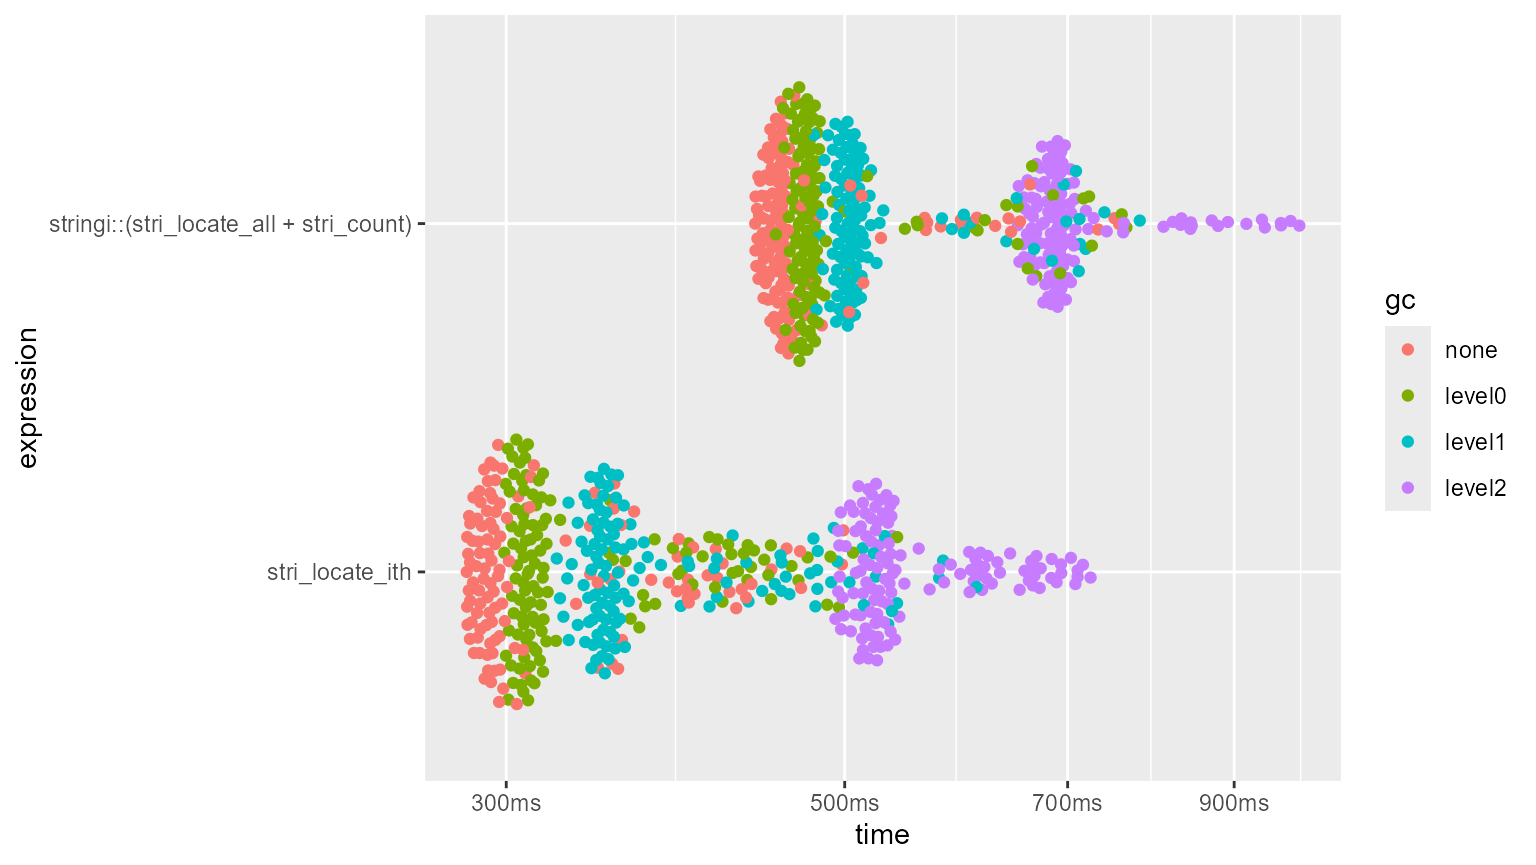 expression
stringi::(stri_locate_all + stri_count)
stri_locate_ith
300ms
500ms
700ms
900ms
time
gc
none
level0
level1
level2